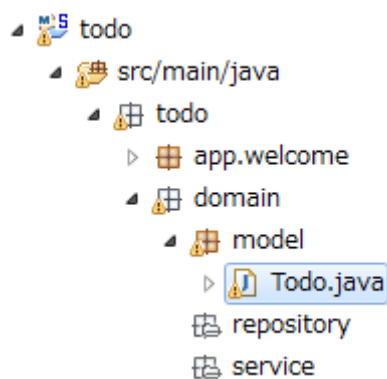 todo
src/main/java
todo
app.welcome
domain
model
Todo.java
repository
service